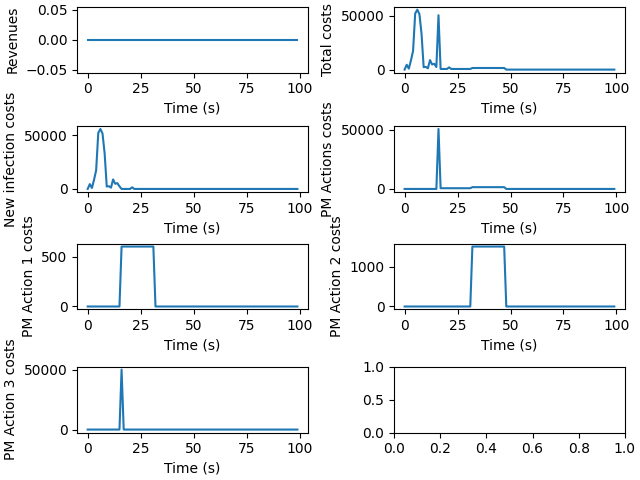 Revenues
0.05
0.00
−0.05
0 25 50 75 100
Time (s)
Total costs
50000
0
0 25 50 75 100
Time (s)
New infection costs
50000
0
0 25 50 75 100
Time (s)
PM Actions costs
50000
0
0 25 50 75 100
Time (s)
PM Action 1 costs
500
0
0 25 50 75 100
Time (s)
PM Action 2 costs
1000
0
0 25 50 75 100
Time (s)
PM Action 3 costs
50000
0
0 25 50 75 100
Time (s)
1.0
0.5
0.0
0.0 0.2 0.4 0.6 0.8 1.0